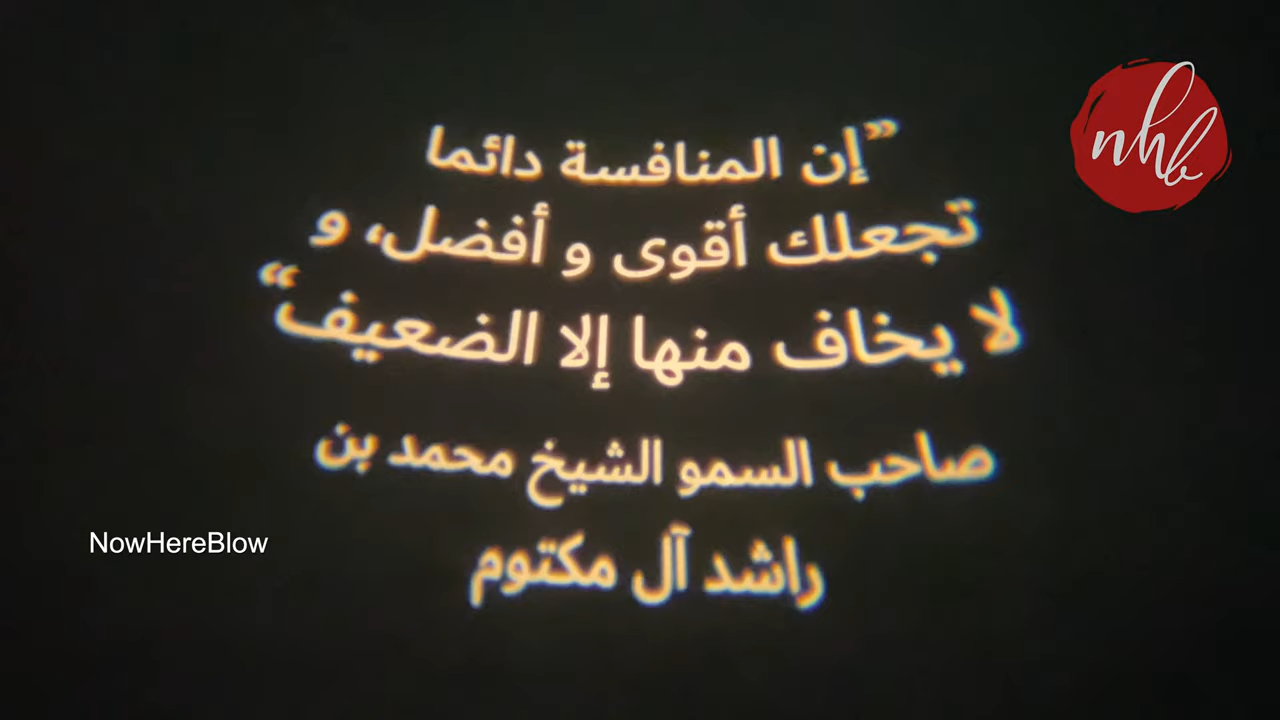 ”إن المنافسة دائما
تجعلك أقوى و أفضل، و
لا يخاف منها إلا الضعيف“
صاحب السمو الشيخ محمد بن
راشد آل مكتوم
nhb
NowHereBlow